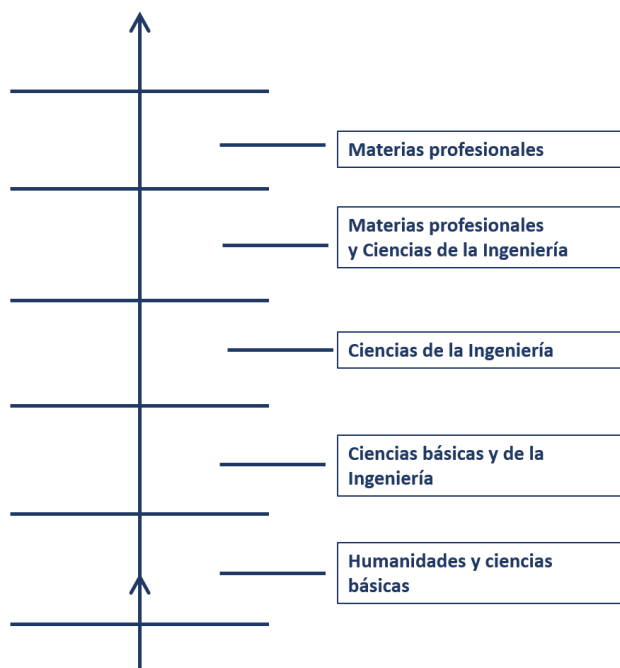 Materias profesionales
Materias profesionales
y Ciencias de la Ingeniería
Ciencias de la Ingeniería
Ciencias básicas y de la
Ingeniería
Humanidades y ciencias
básicas